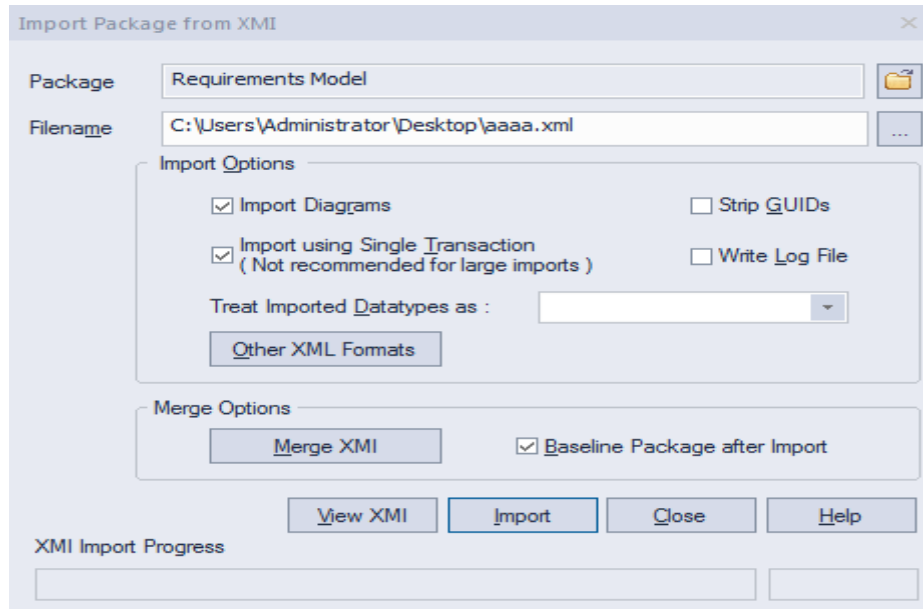 Import Package from XMI
Package
Requirements Model
Filename
C:\Users\Administrator\Desktop\aaaa.xml
...
Import Options
Import Diagrams
Strip GUIDs
Import using Single Transaction
( Not recommended for large imports )
Write Log File
Treat Imported Datatypes as :
Other XML Formats
Merge Options
Merge XMI
Baseline Package after Import
View XMI
Import
Close
Help
XMI Import Progress